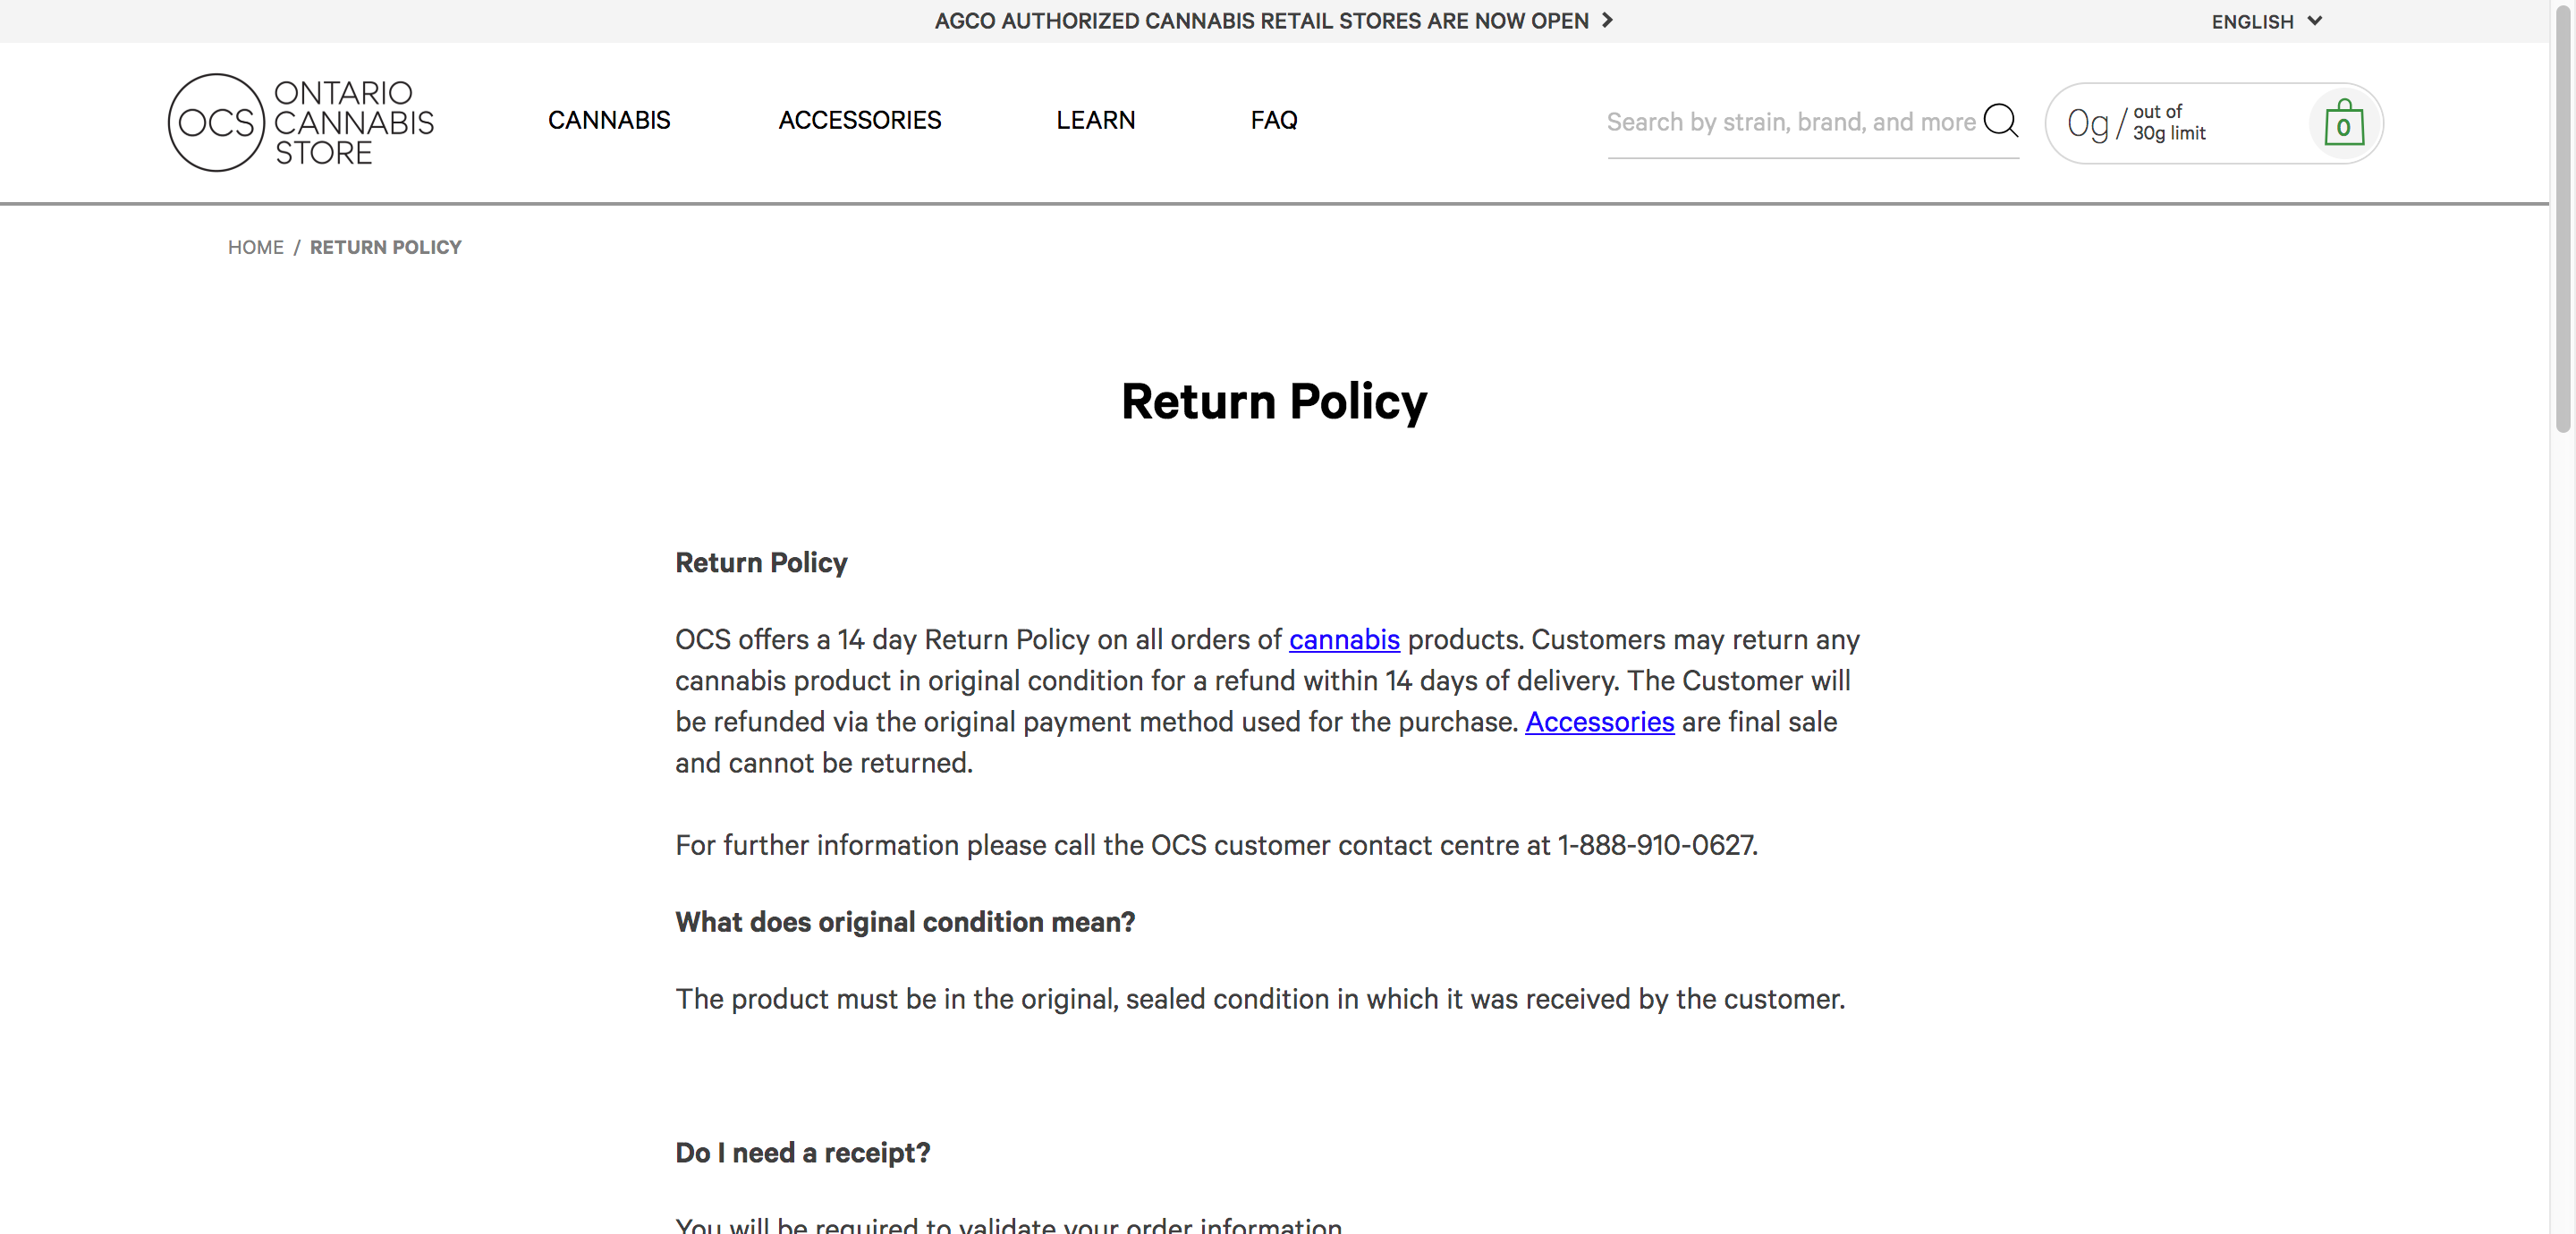 AGCO AUTHORIZED CANNABIS RETAIL STORES ARE NOW OPEN
ENGLISH
OCS
ONTARIO
CANNABIS
STORE
CANNABIS
ACCESSORIES
LEARN
FAQ
Search by strain, brand, and more
0g / out of
30g limit
0
HOME / RETURN POLICY
Return Policy
Return Policy
OCS offers a 14 day Return Policy on all orders of cannabis products. Customers may return any
cannabis product in original condition for a refund within 14 days of delivery. The Customer will
be refunded via the original payment method used for the purchase. Accessories are final sale
and cannot be returned.
For further information please call the OCS customer contact centre at 1-888-910-0627.
What does original condition mean?
The product must be in the original, sealed condition in which it was received by the customer.
Do I need a receipt?
You will be required to validate your order information